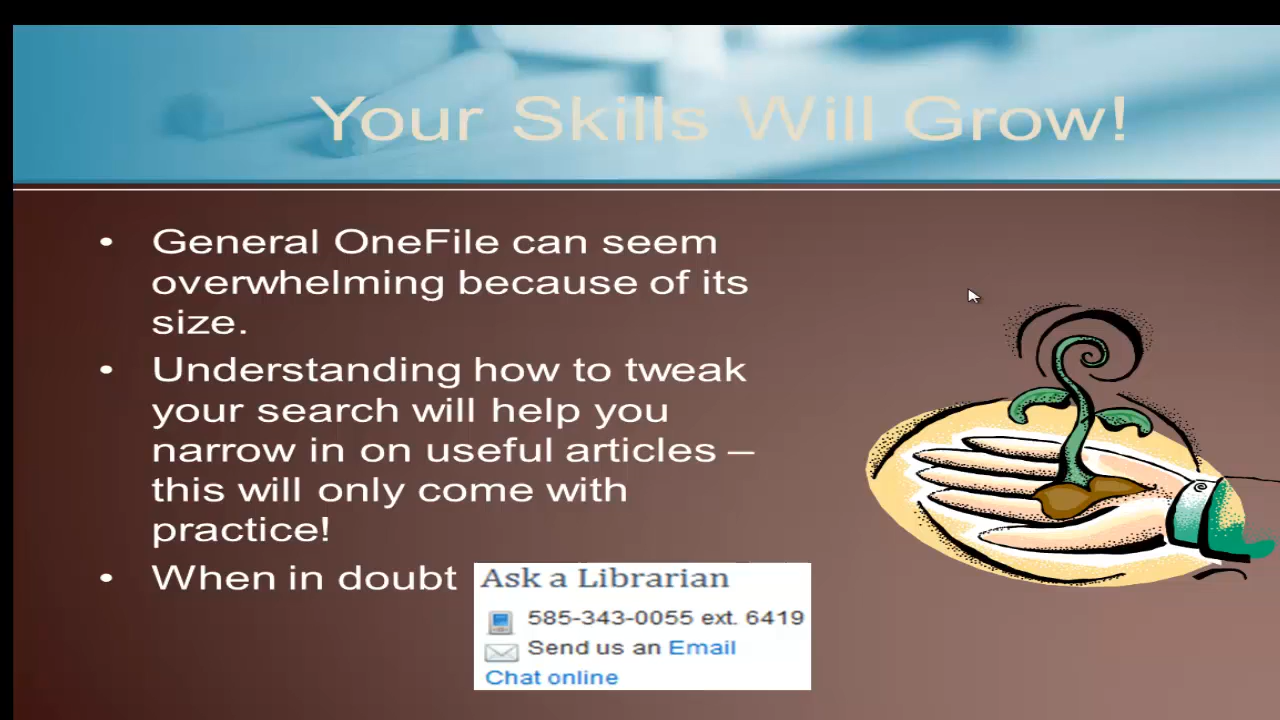 Your Skills Will Grow!
• General OneFile can seem
overwhelming because of its
size.
• Understanding how to tweak
your search will help you
narrow in on useful articles –
this will only come with
practice!
• When in doubt
Ask a Librarian
585-343-0055 ext. 6419
Send us an Email
Chat online